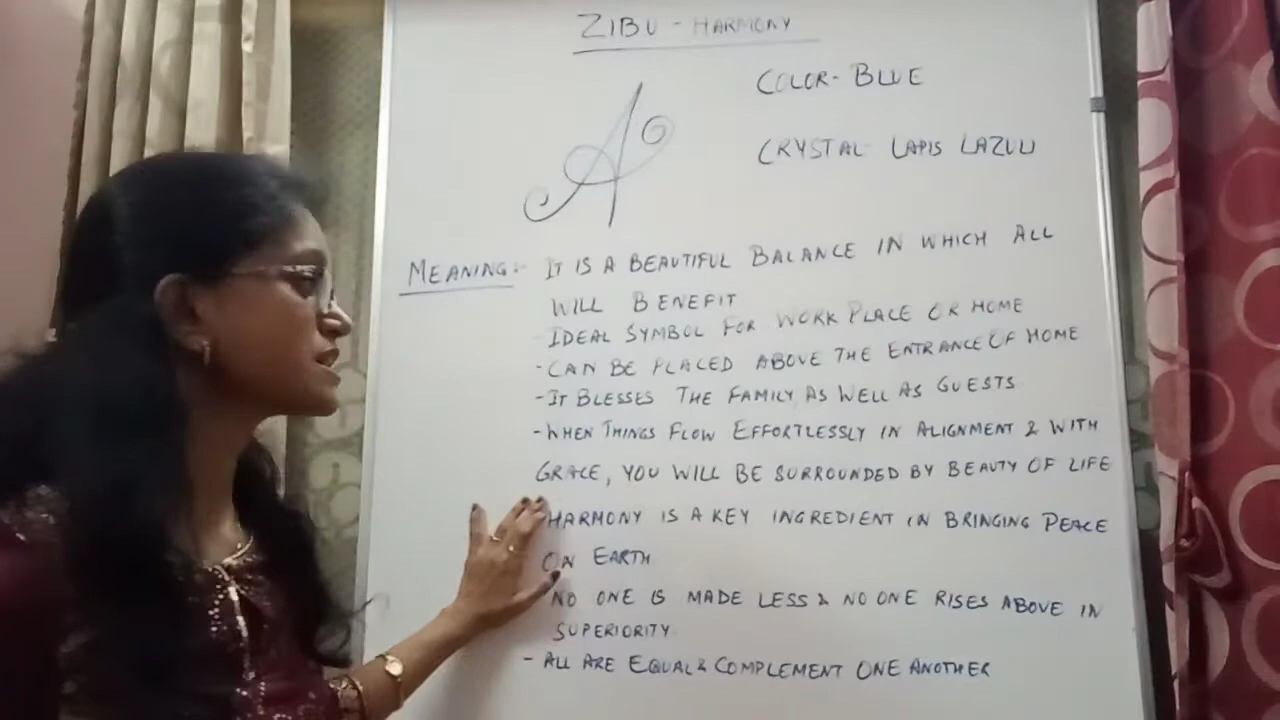 ZIBU - HARMONY
COLOR- BLUE
CRYSTAL LAPIS LAZULI
MEANING:- IT IS A BEAUTIFUL BALANCE IN WHICH ALL
WILL BENEFIT
IDEAL SYMBOL FOR WORK PLACE OR HOME
-CAN BE PLACED ABOVE THE ENTRANCE OF HOME
-IT BLESSES THE FAMILY AS WELL AS GUESTS
-WHEN THINGS FLOW EFFORTLESSLY IN ALIGNMENT & WITH
GRACE, YOU WILL BE SURROUNDED BY BEAUTY OF LIFE
HARMONY IS A KEY INGREDIENT IN BRINGING PEACE
ON EARTH
NO ONE IS MADE LESS & NO ONE RISES ABOVE IN
SUPERIORITY
- ALL ARE EQUAL & COMPLEMENT ONE ANOTHER